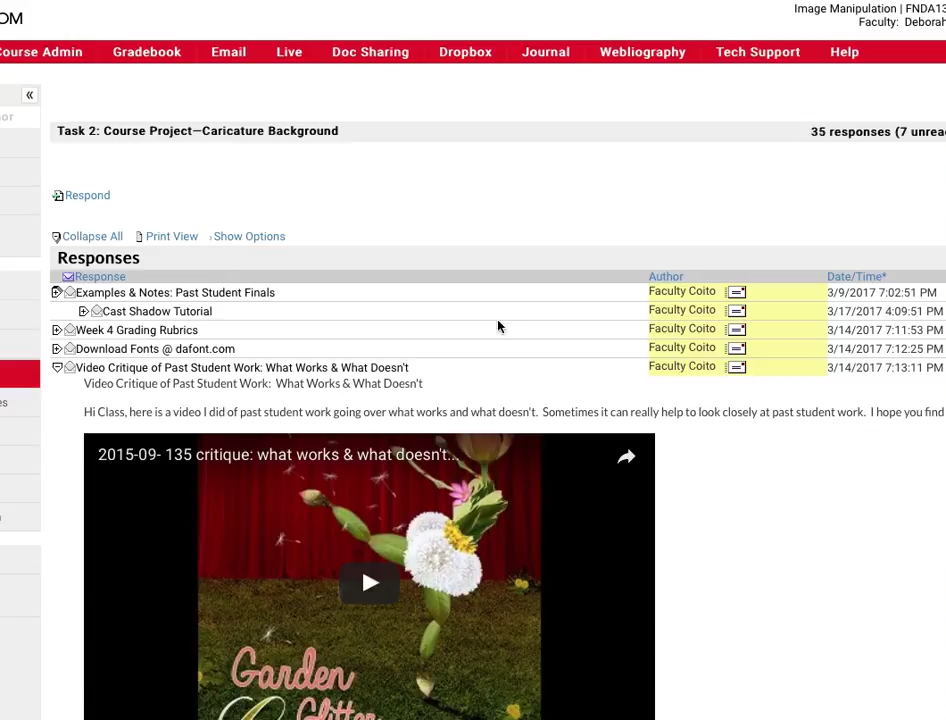 OM
Image Manipulation | FNDA13
Faculty: Deborah
Course Admin Gradebook Email Live Doc Sharing Dropbox Journal Webliography Tech Support Help
«
or
Task 2: Course Project—Caricature Background 35 responses (7 unrea
Respond
Collapse All Print View Show Options
Responses
Response Author Date/Time*
Examples & Notes: Past Student Finals Faculty Coito 3/9/2017 7:02:51 PM
Cast Shadow Tutorial Faculty Coito 3/17/2017 4:09:51 PM
Week 4 Grading Rubrics Faculty Coito 3/14/2017 7:11:53 PM
Download Fonts @ dafont.com Faculty Coito 3/14/2017 7:12:25 PM
Video Critique of Past Student Work: What Works & What Doesn't Faculty Coito 3/14/2017 7:13:11 PM
Video Critique of Past Student Work: What Works & What Doesn't
es
Hi Class, here is a video I did of past student work going over what works and what doesn't. Sometimes it can really help to look closely at past student work. I hope you find
2015-09- 135 critique: what works & what doesn't...
Garden
Glitter